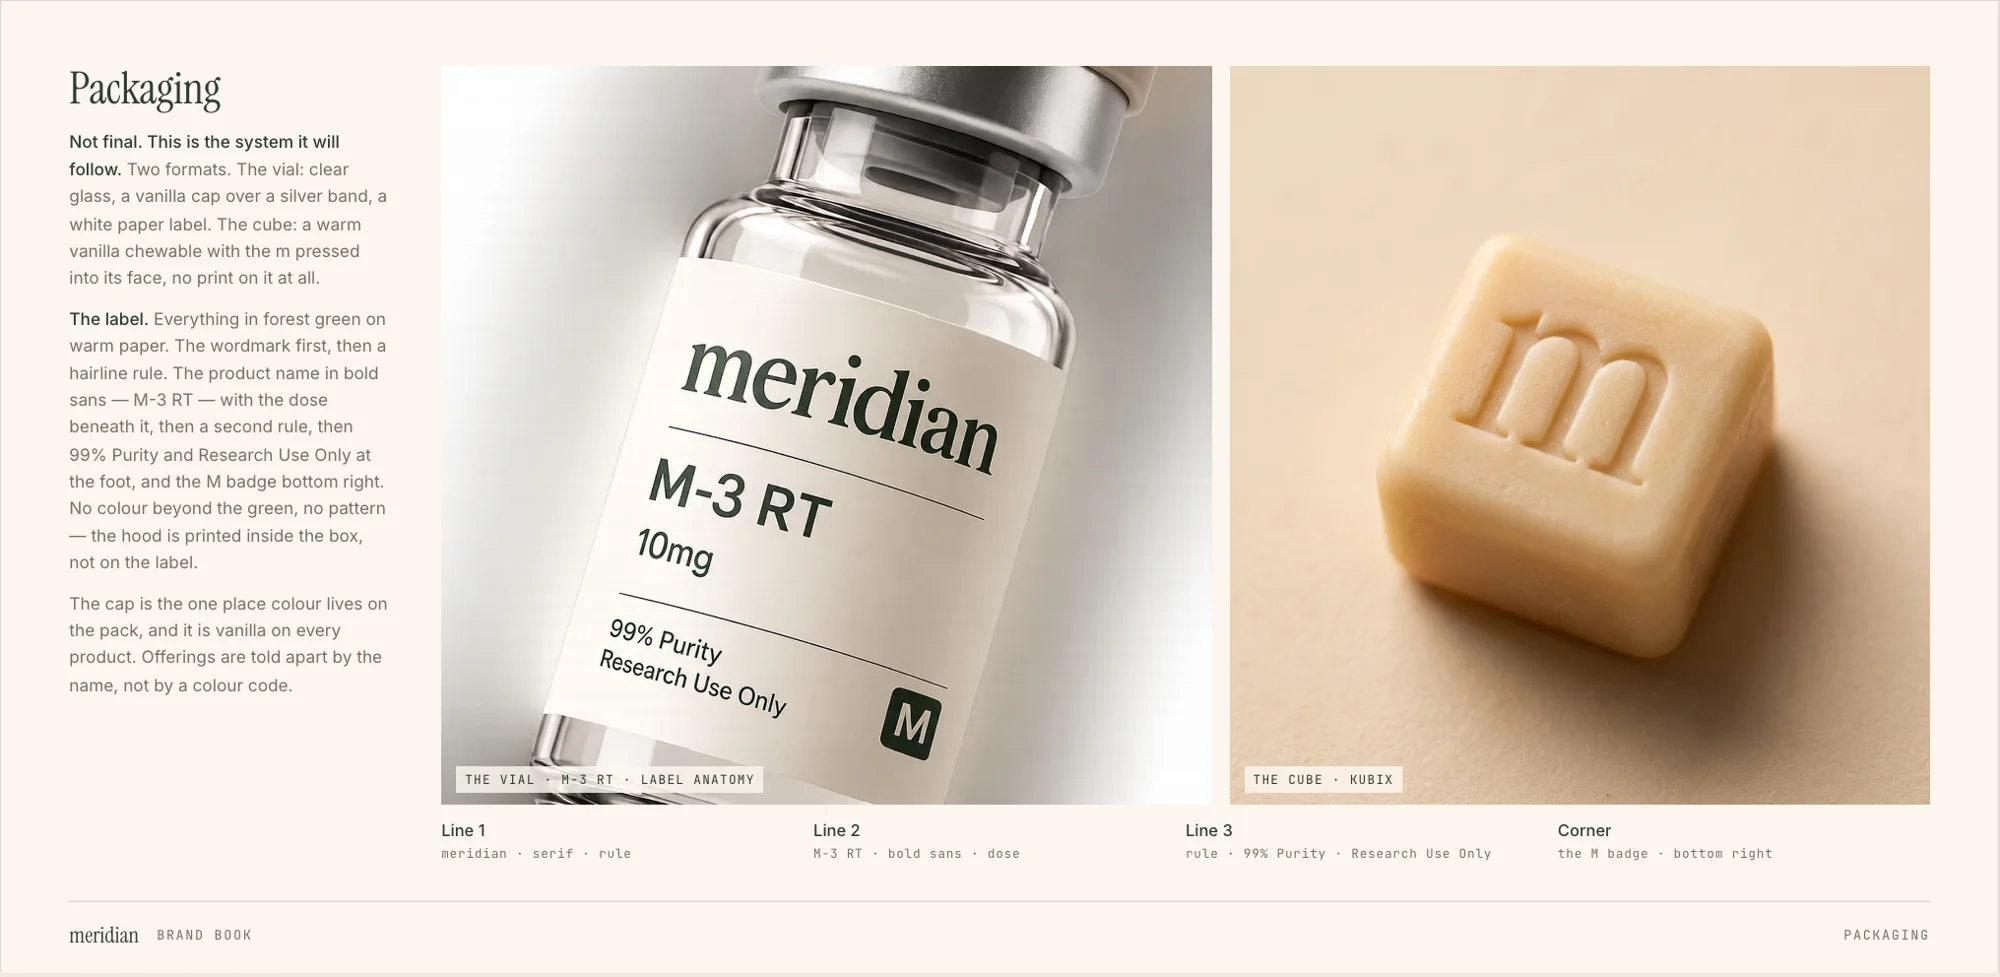 Packaging
Not final. This is the system it will
follow. Two formats. The vial: clear
glass, a vanilla cap over a silver band, a
white paper label. The cube: a warm
vanilla chewable with the m pressed
into its face, no print on it at all.
The label. Everything in forest green on
warm paper. The wordmark first, then a
hairline rule. The product name in bold
sans — M-3 RT — with the dose
beneath it, then a second rule, then
99% Purity and Research Use Only at
the foot, and the M badge bottom right.
No colour beyond the green, no pattern
— the hood is printed inside the box,
not on the label.
The cap is the one place colour lives on
the pack, and it is vanilla on every
product. Offerings are told apart by the
name, not by a colour code.
meridian
M-3 RT
10mg
99% Purity
Research Use Only
M
THE VIAL · M-3 RT · LABEL ANATOMY
m
THE CUBE · KUBIX
Line 1
meridian · serif · rule
Line 2
M-3 RT · bold sans · dose
Line 3
rule · 99% Purity · Research Use Only
Corner
the M badge · bottom right
meridian BRAND BOOK
PACKAGING